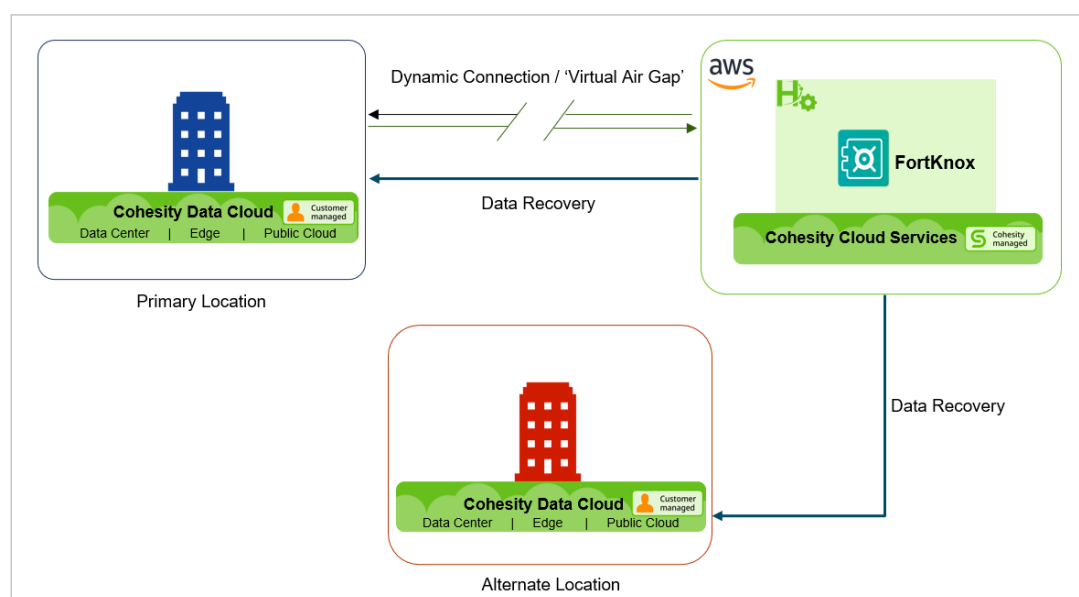 Dynamic Connection / ‘Virtual Air Gap’
aws
H
FortKnox
Data Recovery
Cohesity Data Cloud
Customer
managed
Data Center | Edge | Public Cloud
Cohesity Cloud Services
Cohesity
managed
Primary Location
Data Recovery
Cohesity Data Cloud
Customer
managed
Data Center | Edge | Public Cloud
Alternate Location